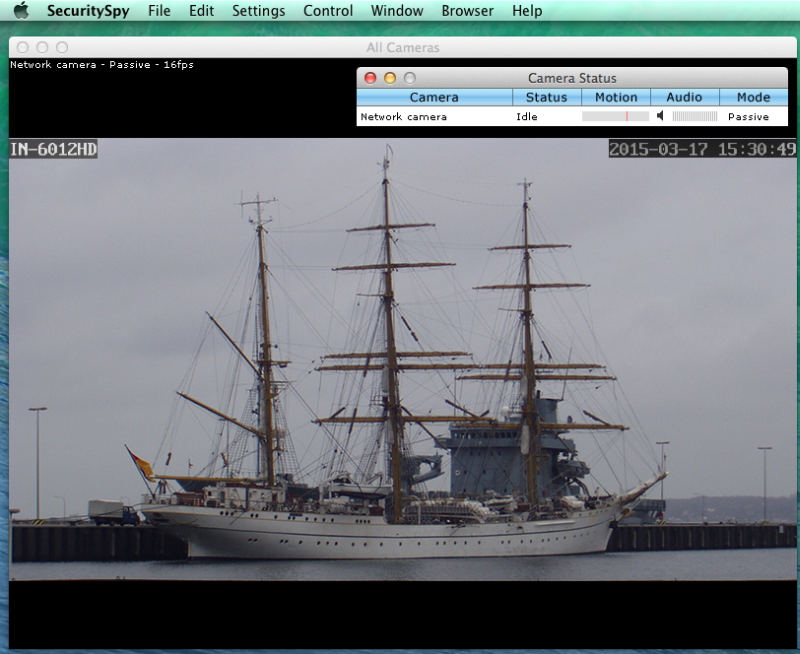 SecuritySpy File Edit Settings Control Window Browser Help
All Cameras
Network camera - Passive - 16fps
Camera Status
Camera Status Motion Audio Mode
Network camera Idle Passive
IN-6012HD 2015-03-17 15:30:49